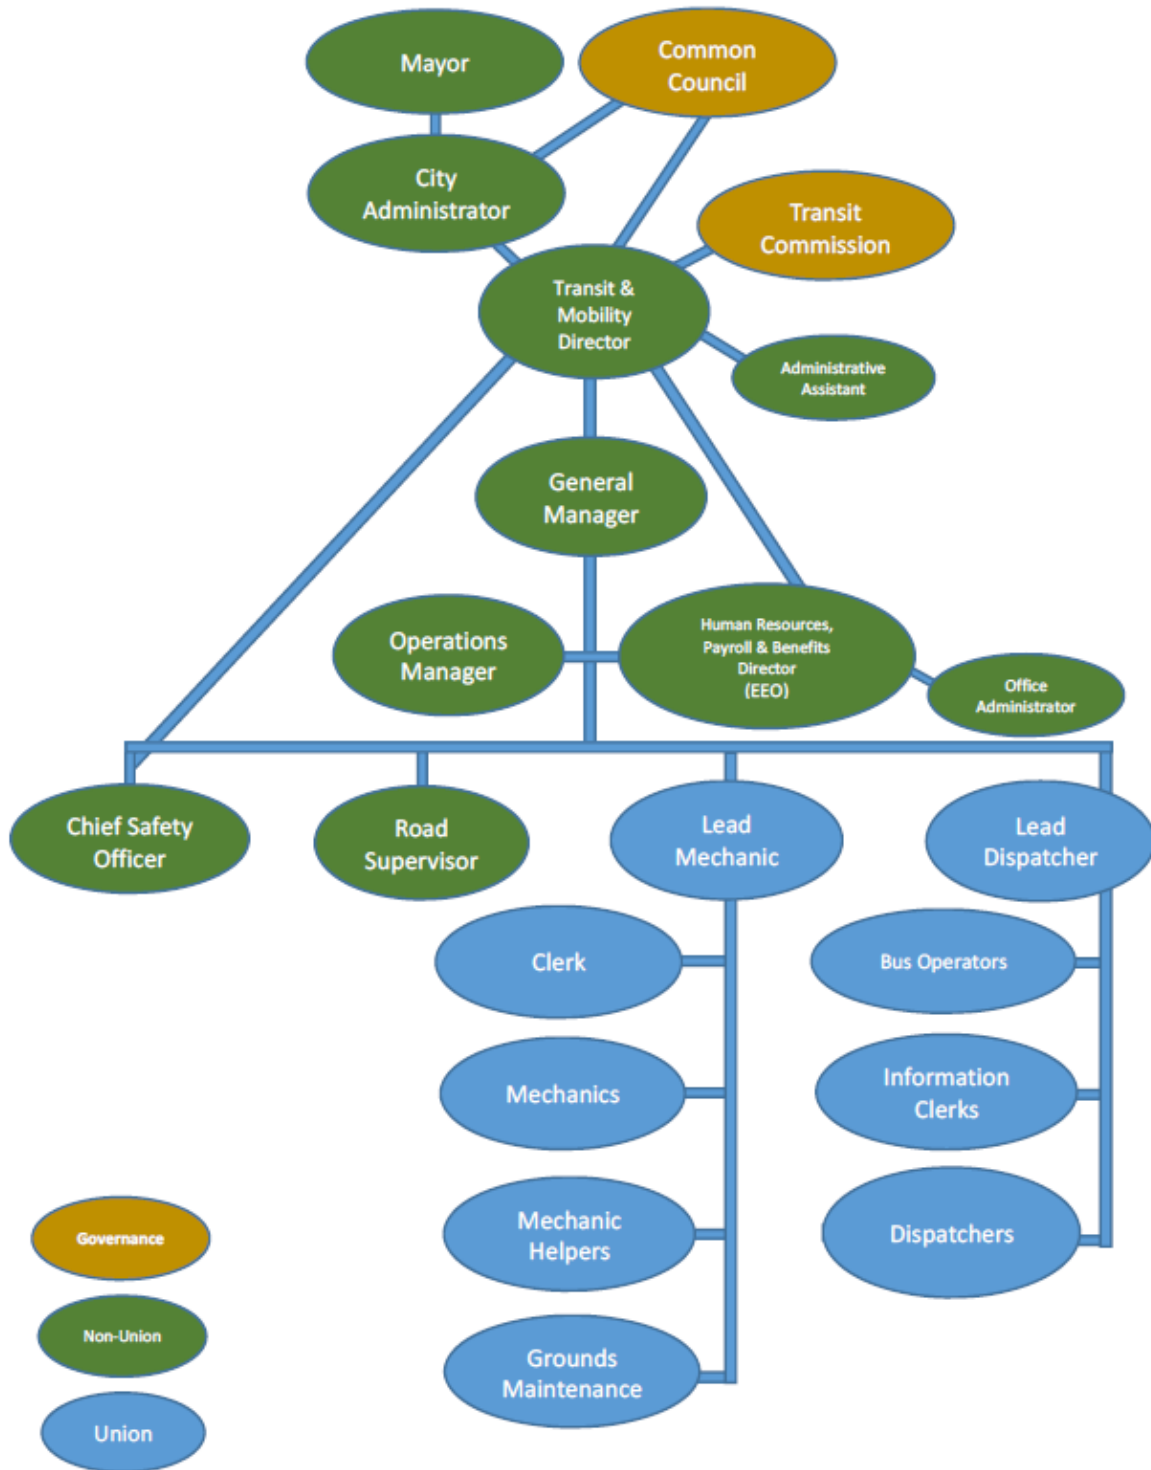 Mayor
Common
Council
City
Administrator
Transit
Commission
Transit &
Mobility
Director
Administrative
Assistant
General
Manager
Operations
Manager
Human Resources,
Payroll & Benefits
Director
(EEO)
Office
Administrator
Chief Safety
Officer
Road
Supervisor
Lead
Mechanic
Lead
Dispatcher
Clerk
Bus Operators
Mechanics
Information
Clerks
Mechanic
Helpers
Dispatchers
Grounds
Maintenance
Governance
Non-Union
Union